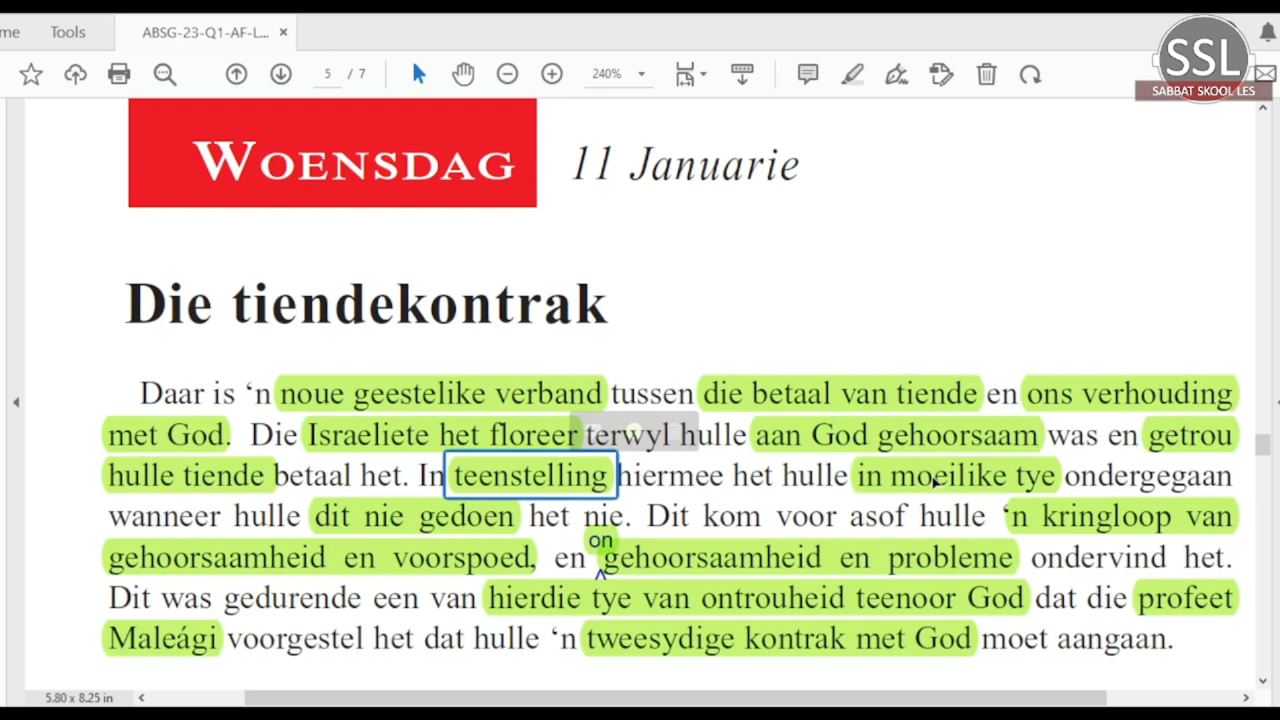 me Tools ABSG-23-Q1-AF-L... ×
SSL
SABBAT SKOOL LES
5 / 7 240%
WOENSDAG 11 Januarie
Die tiendekontrak
Daar is ‘n noue geestelike verband tussen die betaal van tiende en ons verhouding
met God. Die Israeliete het floreer terwyl hulle aan God gehoorsaam was en getrou
hulle tiende betaal het. In teenstelling hiermee het hulle in moeilike tye ondergegaan
wanneer hulle dit nie gedoen het nie. Dit kom voor asof hulle ‘n kringloop van
on
gehoorsaamheid en voorspoed, en gehoorsaamheid en probleme ondervind het.
Dit was gedurende een van hierdie tye van ontrouheid teenoor God dat die profeet
Maleági voorgestel het dat hulle ‘n tweesydige kontrak met God moet aangaan.
5.80 x 8.25 in